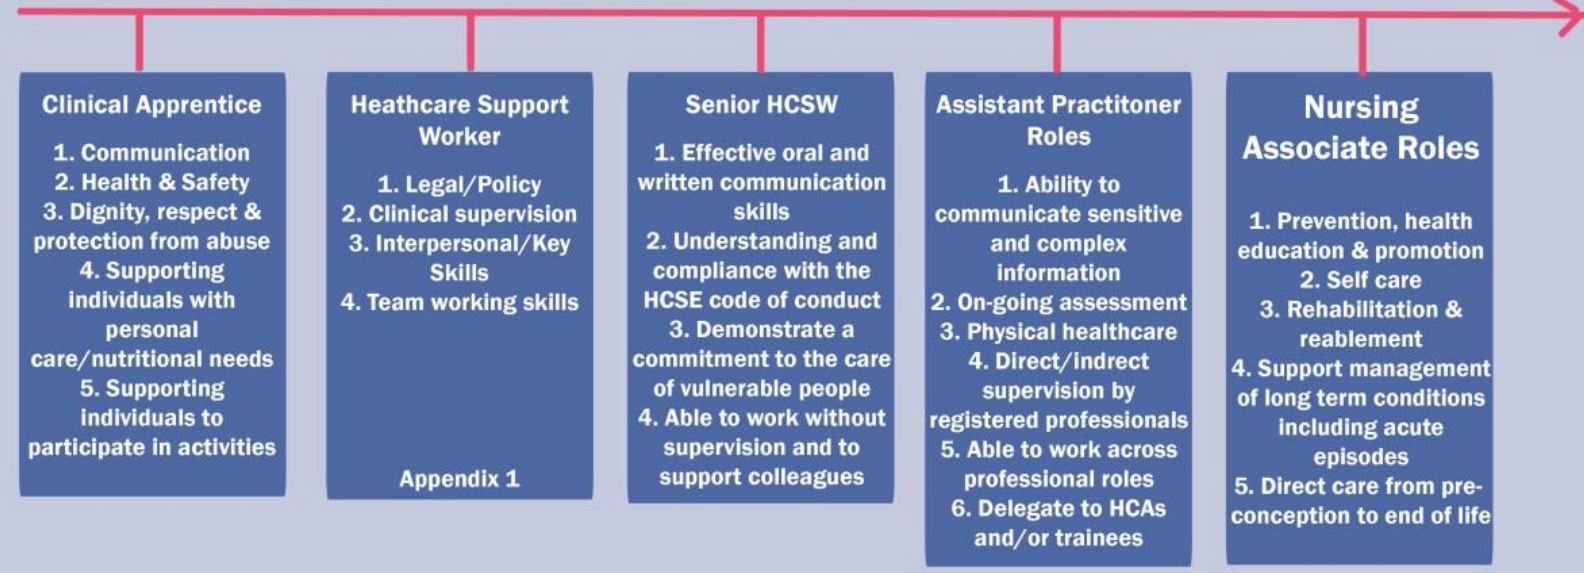 Clinical Apprentice
1. Communication
2. Health & Safety
3. Dignity, respect &
protection from abuse
4. Supporting
individuals with
personal
care/nutritional needs
5. Supporting
individuals to
participate in activities
Heathcare Support
Worker
1. Legal/Policy
2. Clinical supervision
3. Interpersonal/Key
Skills
4. Team working skills
Appendix 1
Senior HCSW
1. Effective oral and
written communication
skills
2. Understanding and
compliance with the
HCSE code of conduct
3. Demonstrate a
commitment to the care
of vulnerable people
4. Able to work without
supervision and to
support colleagues
Assistant Practitoner
Roles
1. Ability to
communicate sensitive
and complex
information
2. On-going assessment
3. Physical healthcare
4. Direct/indrect
supervision by
registered professionals
5. Able to work across
professional roles
6. Delegate to HCAs
and/or trainees
Nursing
Associate Roles
1. Prevention, health
education & promotion
2. Self care
3. Rehabilitation &
reablement
4. Support management
of long term conditions
including acute
episodes
5. Direct care from pre-
conception to end of life